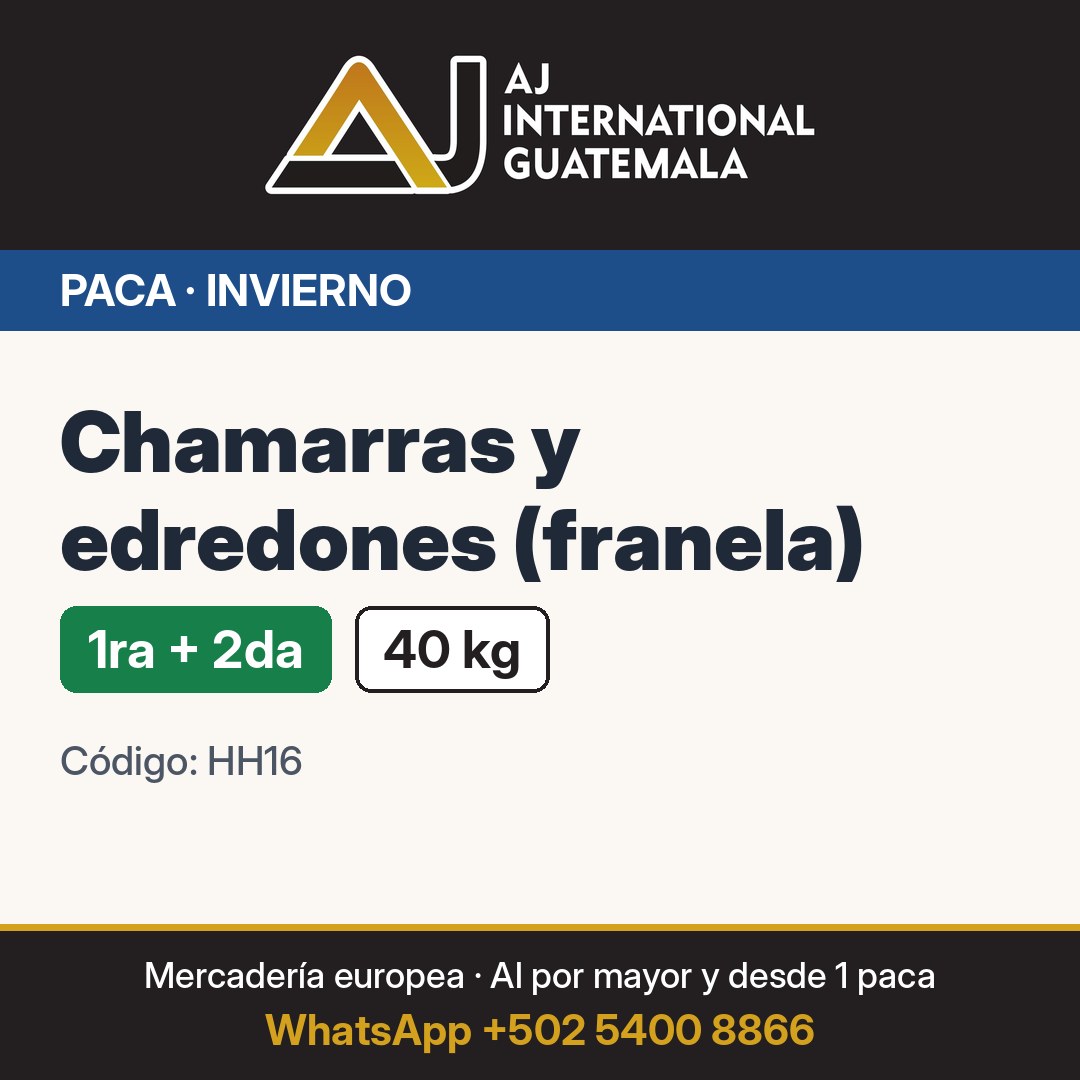 AJ
AJ
INTERNATIONAL
GUATEMALA
PACA · INVIERNO
Chamarras y
edredones (franela)
1ra + 2da
40 kg
Código: HH16
Mercadería europea · Al por mayor y desde 1 paca
WhatsApp +502 5400 8866